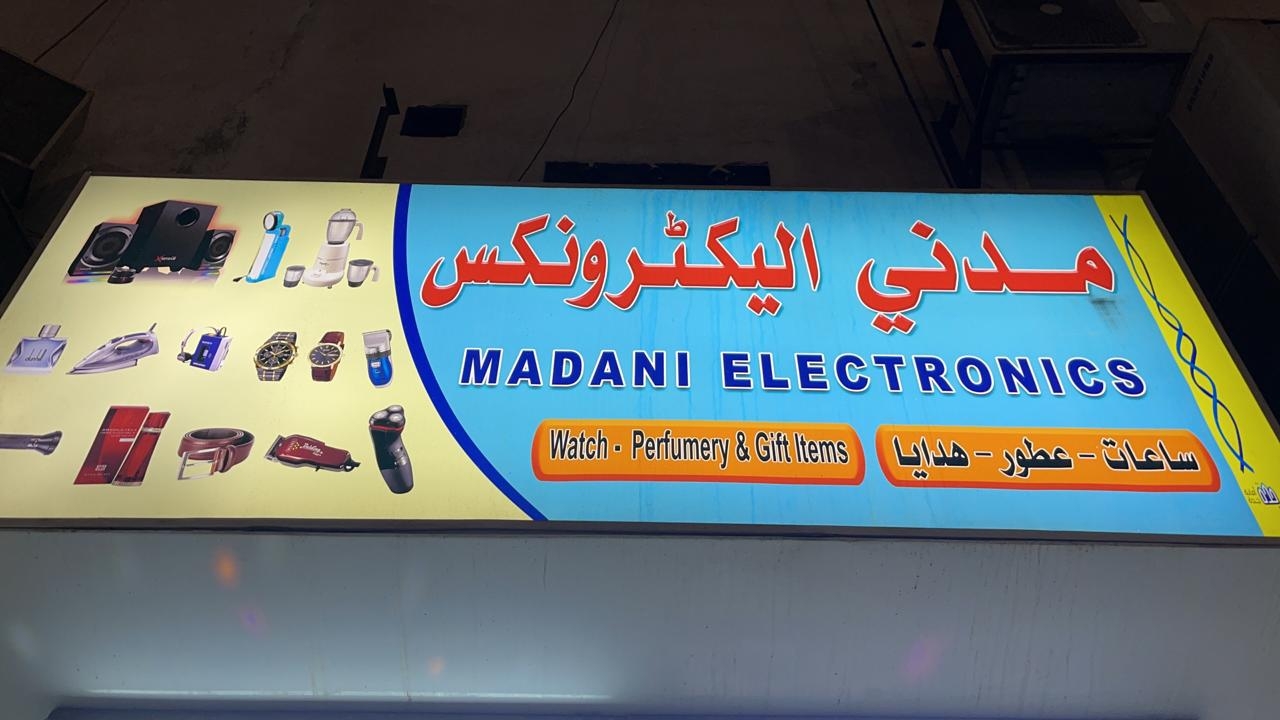 مدني اليكٹرونكس
MADANI ELECTRONICS
Watch - Perfumery & Gift Items
ساعات - عطور - هدايا